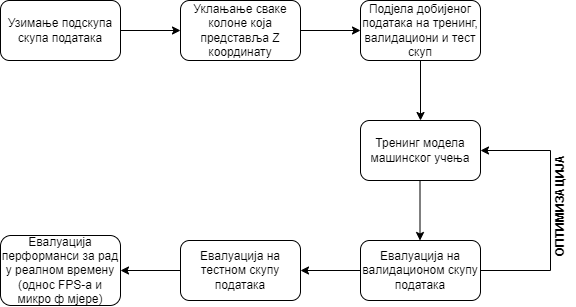 Узимање подскупа
скупа података
Уклањање сваке
колоне која
представља Z
координату
Подјела добијеног
података на тренинг,
валидациони и тест
скуп
Тренинг модела
машинског учења
ОПТИМИЗАЦИЈА
Евалуација на
валидационом скупу
података
Евалуација на
тестном скупу
података
Евалуација
перформанси за рад
у реалном времену
(однос FPS-а и
микро ф мјере)